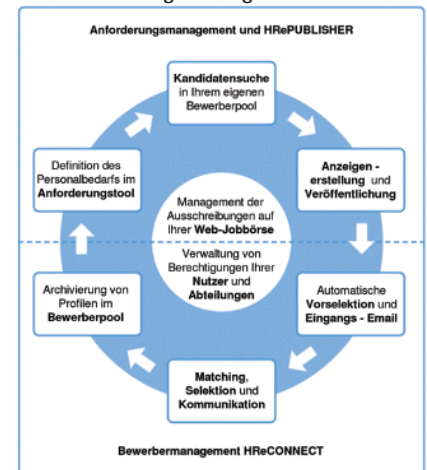 Anforderungsmanagement und HRePUBLISHER
Kandidatensuche
in Ihrem eigenen
Bewerberpool
Definition des
Personalbedarfs im
Anforderungstool
Anzeigen -
erstellung und
Veröffentlichung
Management der
Ausschreibungen auf
Ihrer Web-Jobbörse
Verwaltung von
Berechtigungen Ihrer
Nutzer und
Abteilungen
Archivierung von
Profilen im
Bewerberpool
Automatische
Vorselektion und
Eingangs - Email
Matching,
Selektion und
Kommunikation
Bewerbermanagement HReCONNECT